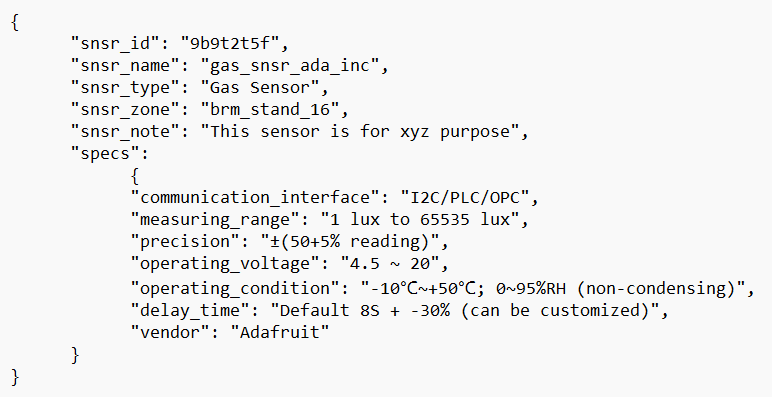 {
"snsr_id": "9b9t2t5f",
"snsr_name": "gas_snsr_ada_inc",
"snsr_type": "Gas Sensor",
"snsr_zone": "brm_stand_16",
"snsr_note": "This sensor is for xyz purpose",
"specs":
{
"communication_interface": "I2C/PLC/OPC",
"measuring_range": "1 lux to 65535 lux",
"precision": "±(50+5% reading)",
"operating_voltage": "4.5 ~ 20",
"operating_condition": "-10℃~+50℃; 0~95%RH (non-condensing)",
"delay_time": "Default 8S + -30% (can be customized)",
"vendor": "Adafruit"
}
}